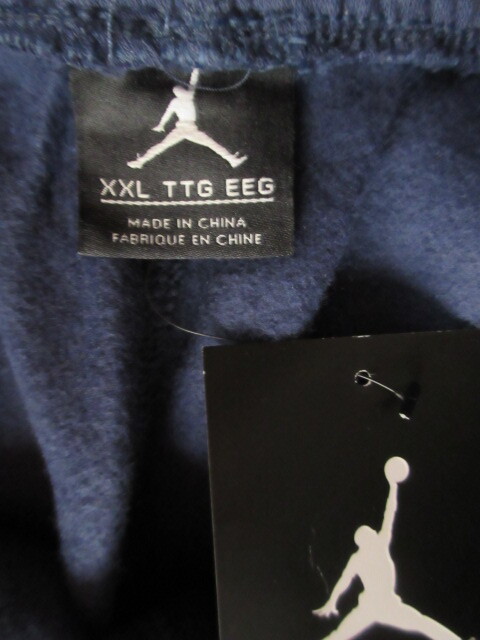 XXL TTG EEG
MADE IN CHINA
FABRIQUE EN CHINE